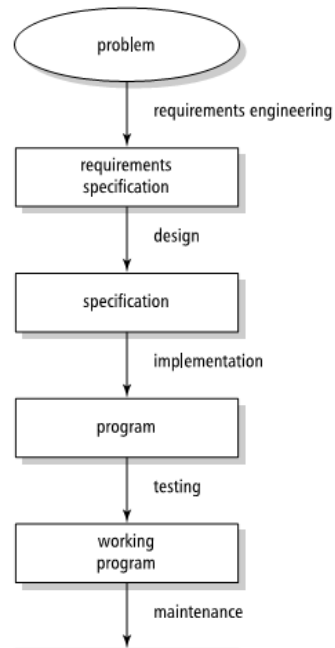 problem
requirements engineering
requirements
specification
design
specification
implementation
program
testing
working
program
maintenance